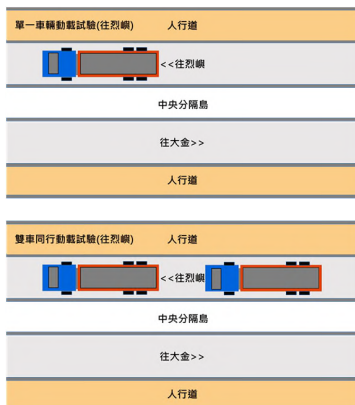 單一車輛動載試驗(往烈嶼) 人行道
<<往烈嶼
中央分隔島
往大金>>
人行道
雙車同行動載試驗(往烈嶼) 人行道
<<往烈嶼
中央分隔島
往大金>>
人行道